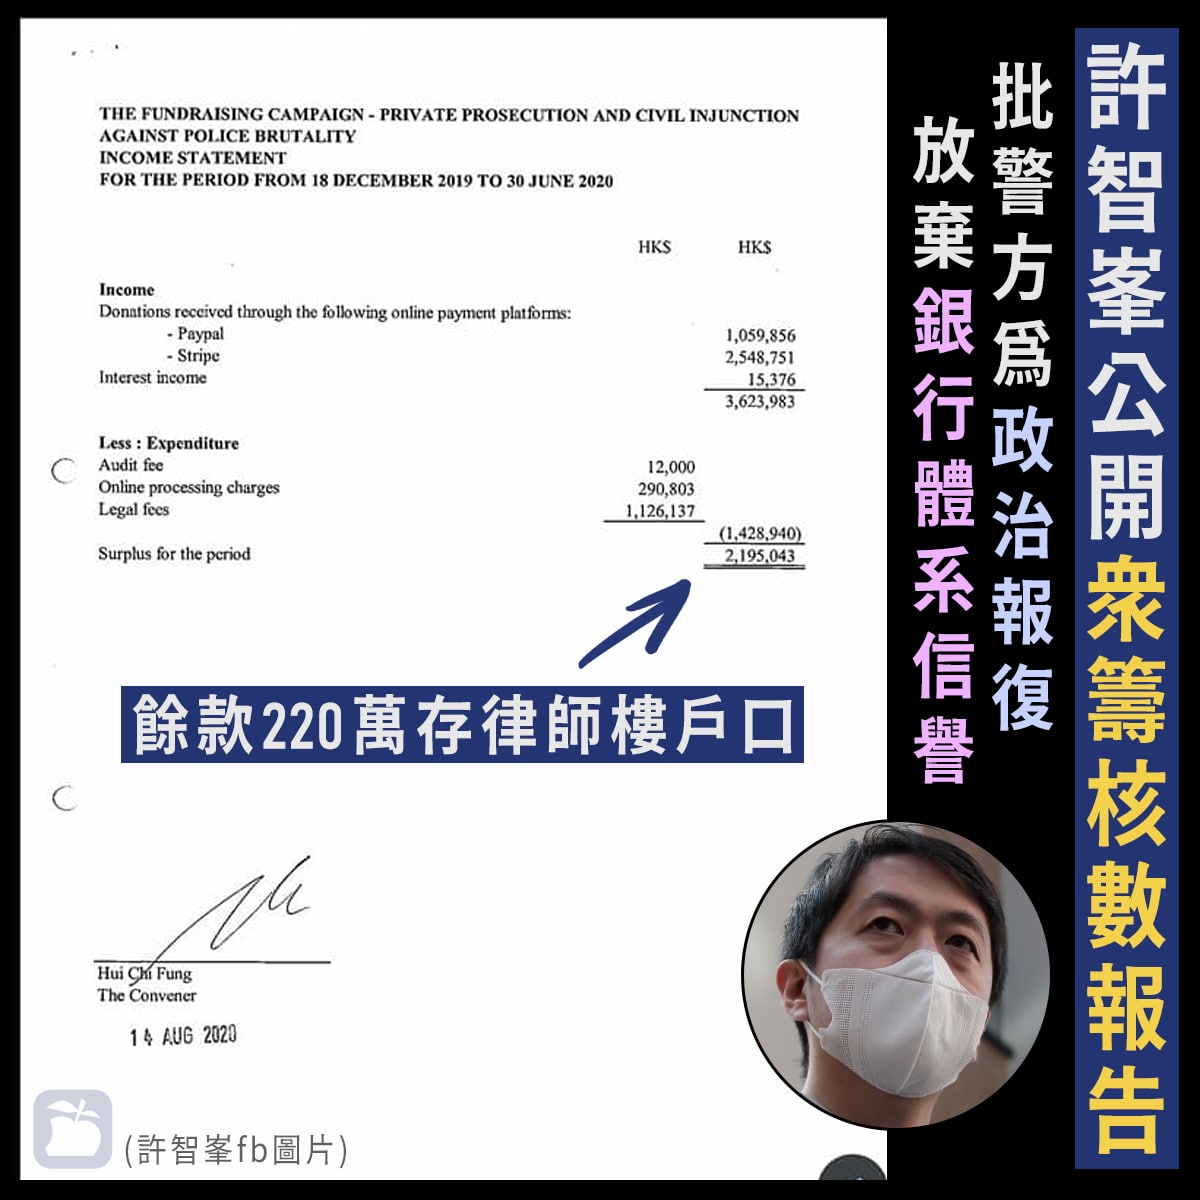 許智峯公開衆籌核數報告
批警方爲政治報復
放棄銀行體系信譽
THE FUNDRAISING CAMPAIGN - PRIVATE PROSECUTION AND CIVIL INJUNCTION
AGAINST POLICE BRUTALITY
INCOME STATEMENT
FOR THE PERIOD FROM 18 DECEMBER 2019 TO 30 JUNE 2020
HK$ HK$
Income
Donations received through the following online payment platforms:
- Paypal 1,059,856
- Stripe 2,548,751
Interest income 15,376
3,623,983
Less : Expenditure
Audit fee 12,000
Online processing charges 290,803
Legal fees 1,126,137
(1,428,940)
Surplus for the period 2,195,043
餘款220萬存律師樓戶口
Hui Chi Fung
The Convener
14 AUG 2020
(許智峯fb圖片)